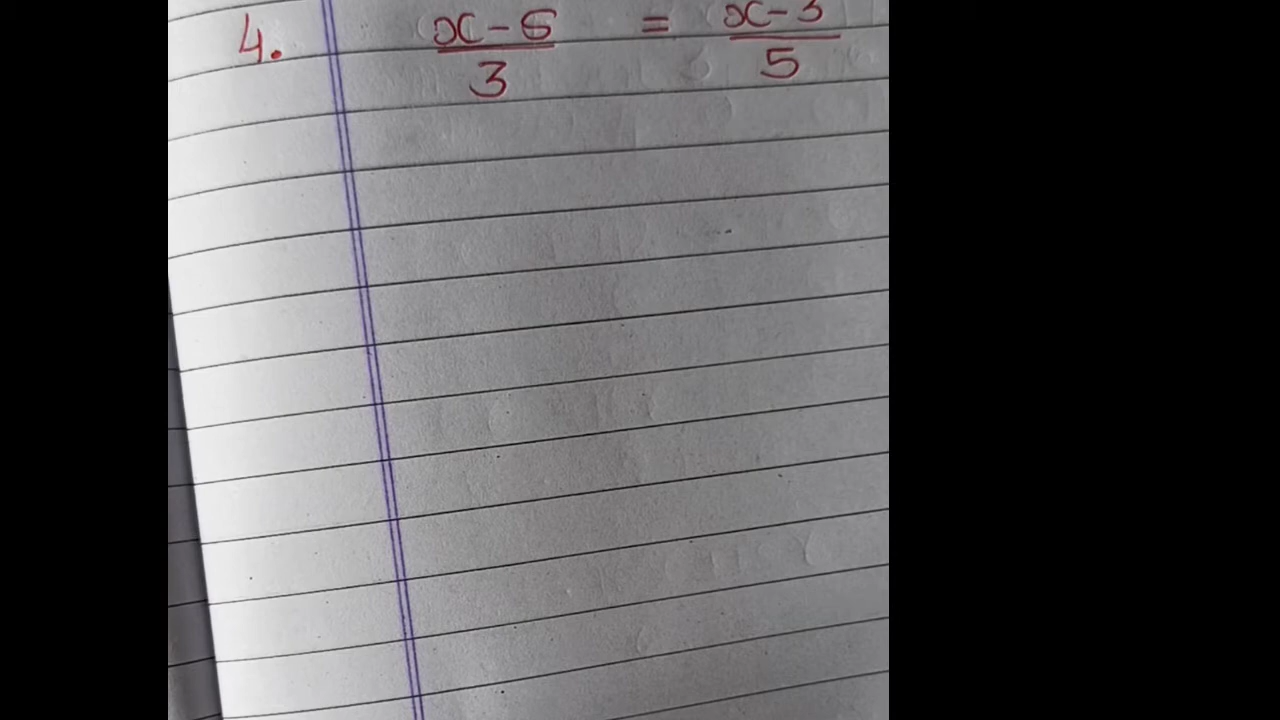 4. x-5/3 = x-3/5